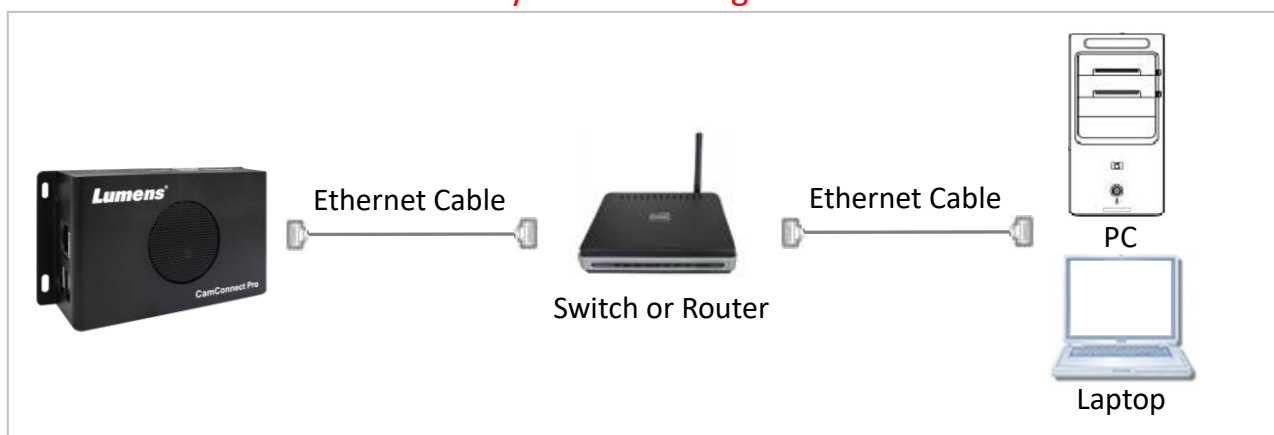 Lumens
CamConnect Pro
Ethernet Cable
Switch or Router
Ethernet Cable
PC
Laptop